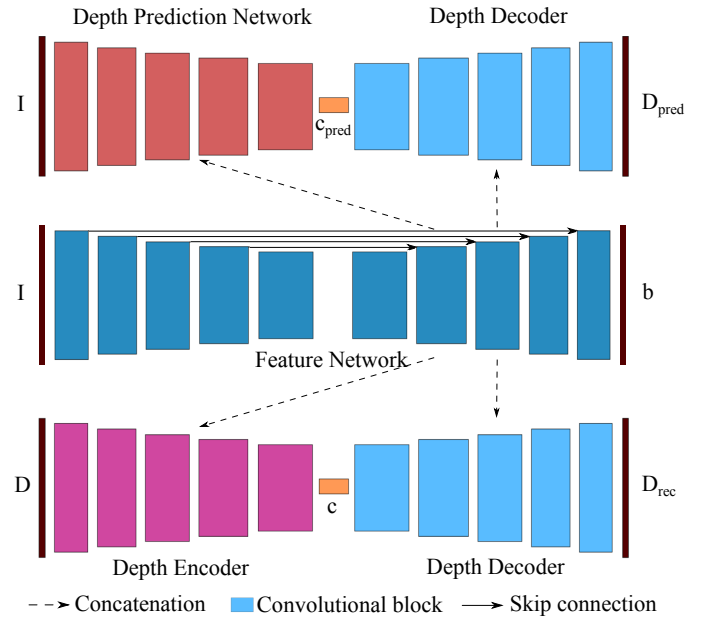 Depth Prediction Network
Depth Decoder
I
c_pred
D_pred
I
b
Feature Network
D
c
D_rec
Depth Encoder
Depth Decoder
Concatenation
Convolutional block
Skip connection